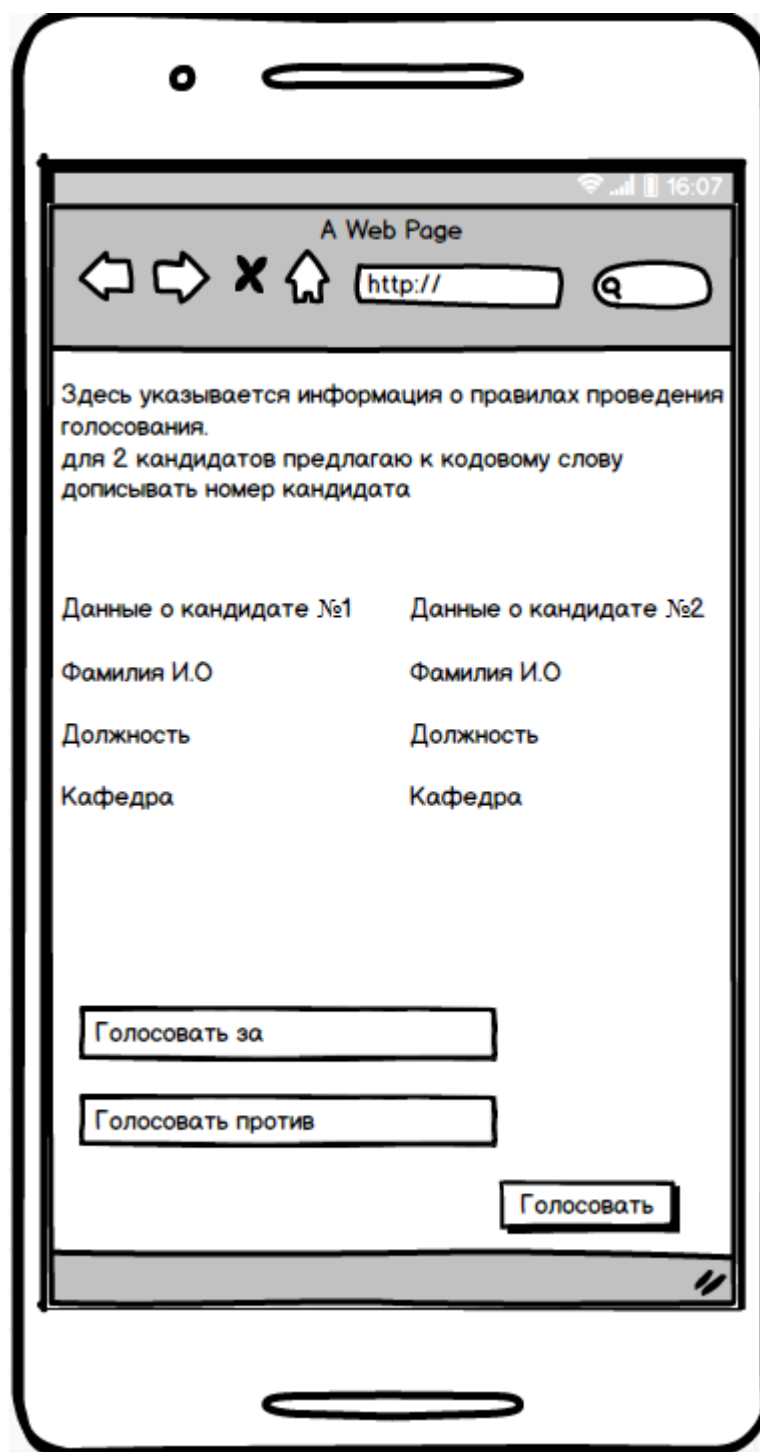 16:07
A Web Page
http://
Здесь указывается информация о правилах проведения
голосования.
для 2 кандидатов предлагаю к кодовому слову
дописывать номер кандидата
Данные о кандидате №1
Данные о кандидате №2
Фамилия И.О
Фамилия И.О
Должность
Должность
Кафедра
Кафедра
Голосовать за
Голосовать против
Голосовать